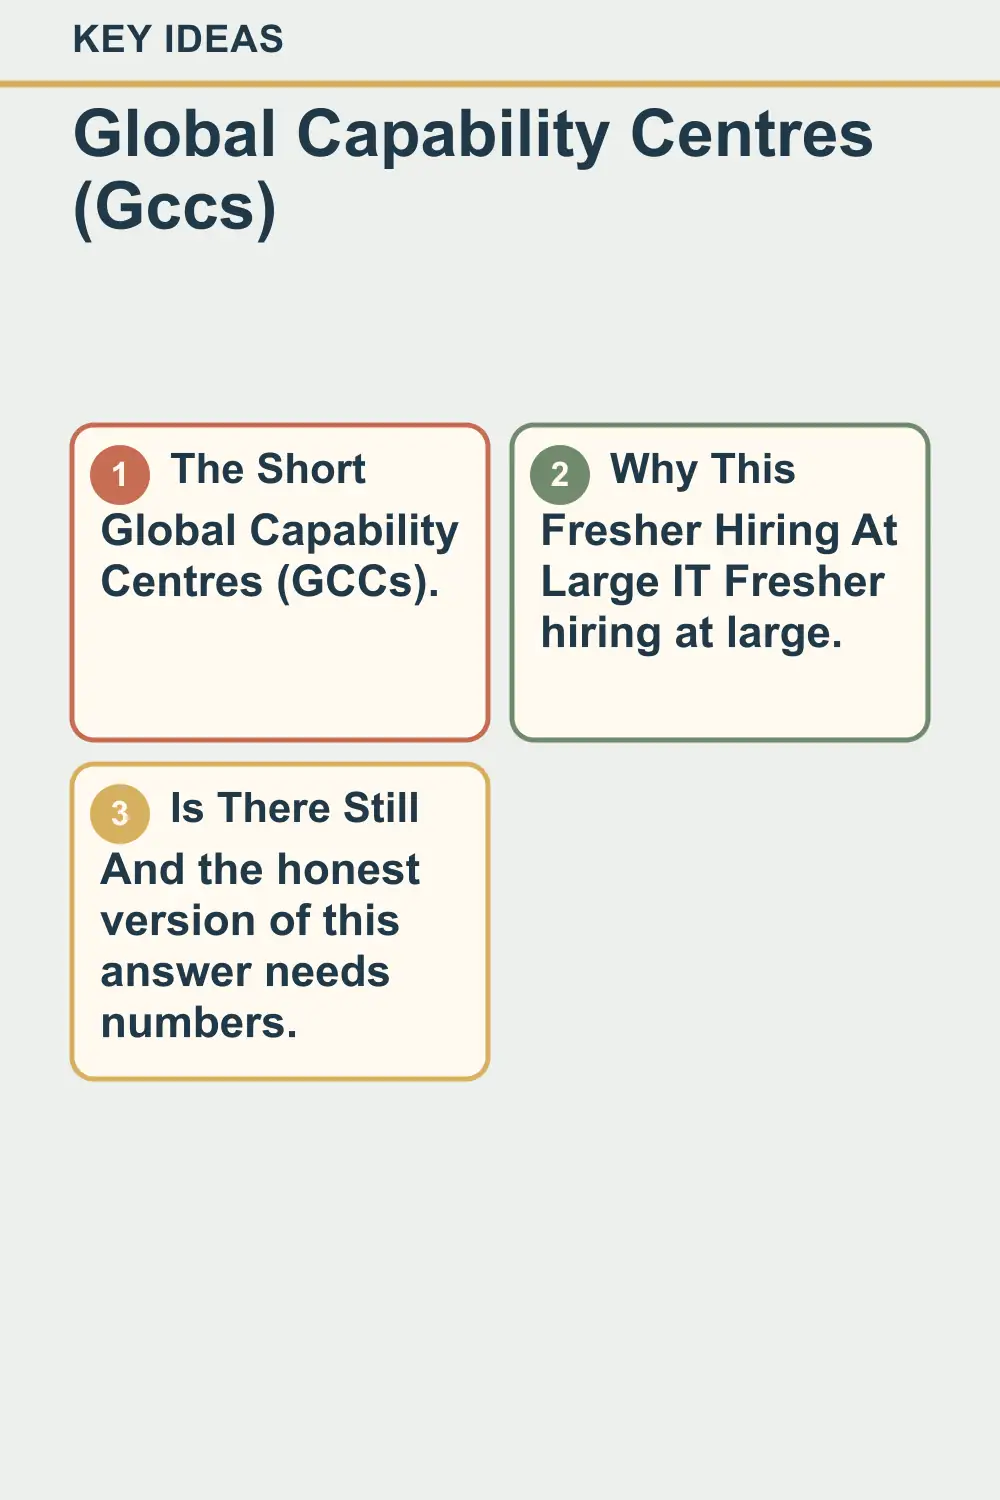 KEY IDEAS
Global Capability Centres
(Gccs)
1 The Short
Global Capability
Centres (GCCs).
2 Why This
Fresher Hiring At
Large IT Fresher
hiring at large.
3 Is There Still
And the honest
version of this
answer needs
numbers.